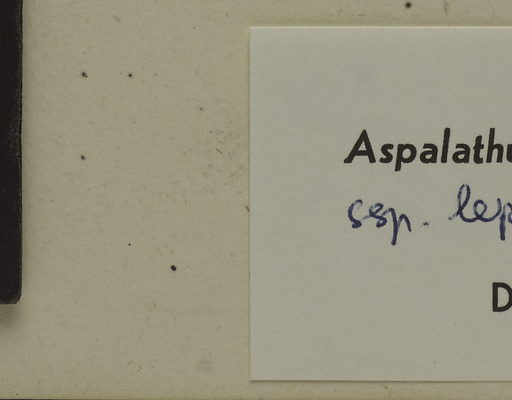 Aspalathu
ssp. lep
D